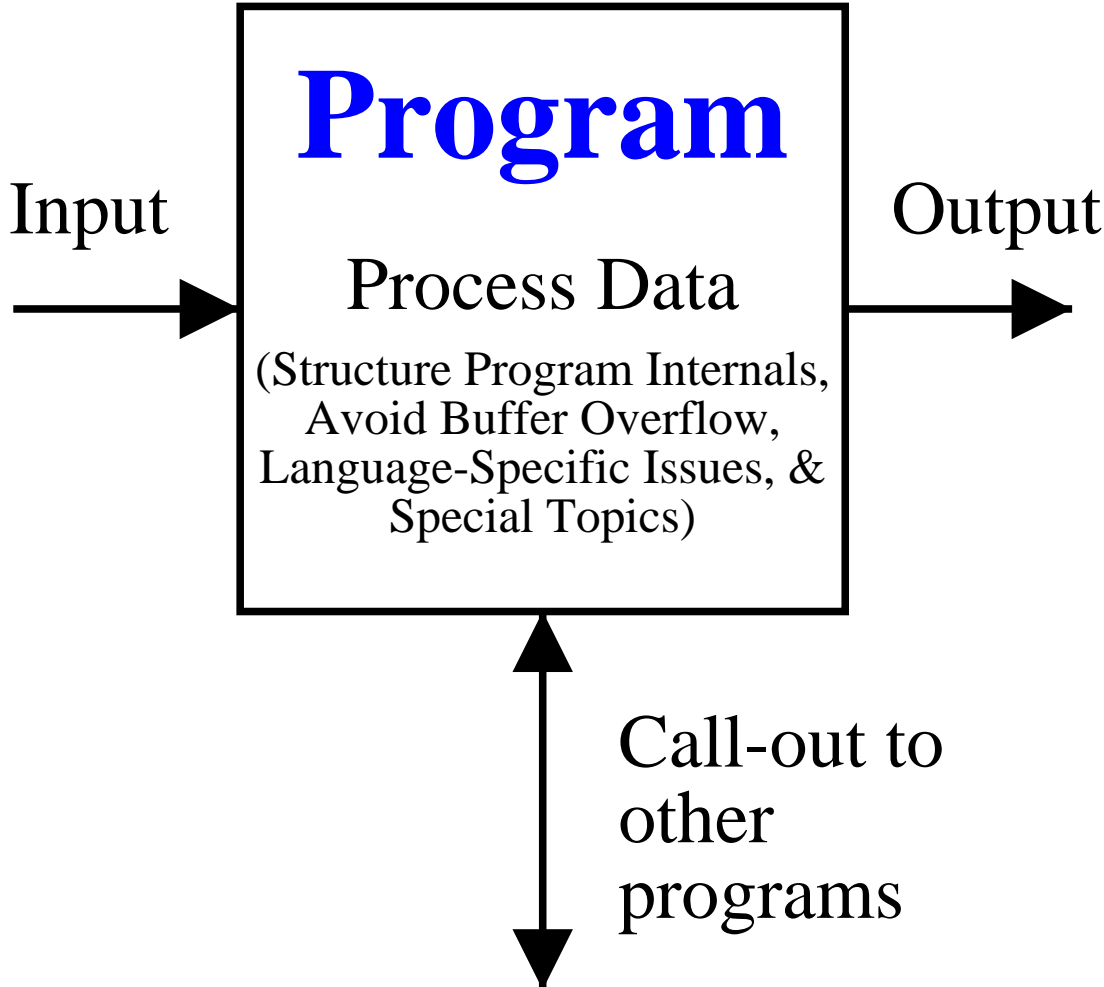 Program
Input
Output
Process Data
(Structure Program Internals,
Avoid Buffer Overflow,
Language-Specific Issues, &
Special Topics)
Call-out to
other
programs